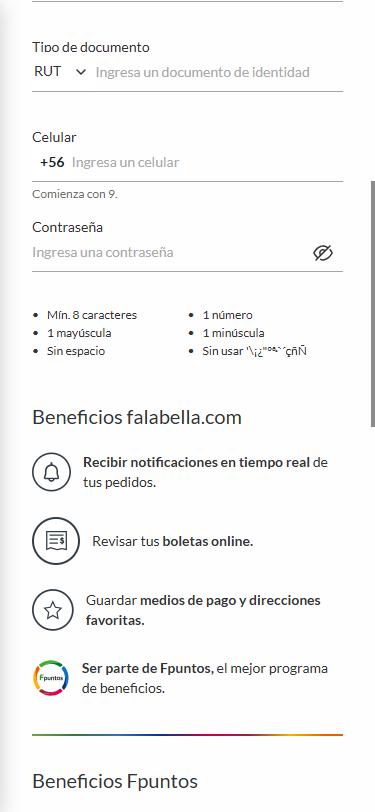 Tipo de documento
RUT Ingresa un documento de identidad
Celular
+56 Ingresa un celular
Comienza con 9.
Contraseña
Ingresa una contraseña
• Mín. 8 caracteres
• 1 mayúscula
• Sin espacio
• 1 número
• 1 minúscula
• Sin usar '\¡¿"ºª·¨´çñÑ
Beneficios falabella.com
Recibir notificaciones en tiempo real de
tus pedidos.
Revisar tus boletas online.
Guardar medios de pago y direcciones
favoritas.
Fpuntos
Ser parte de Fpuntos, el mejor programa
de beneficios.
Beneficios Fpuntos